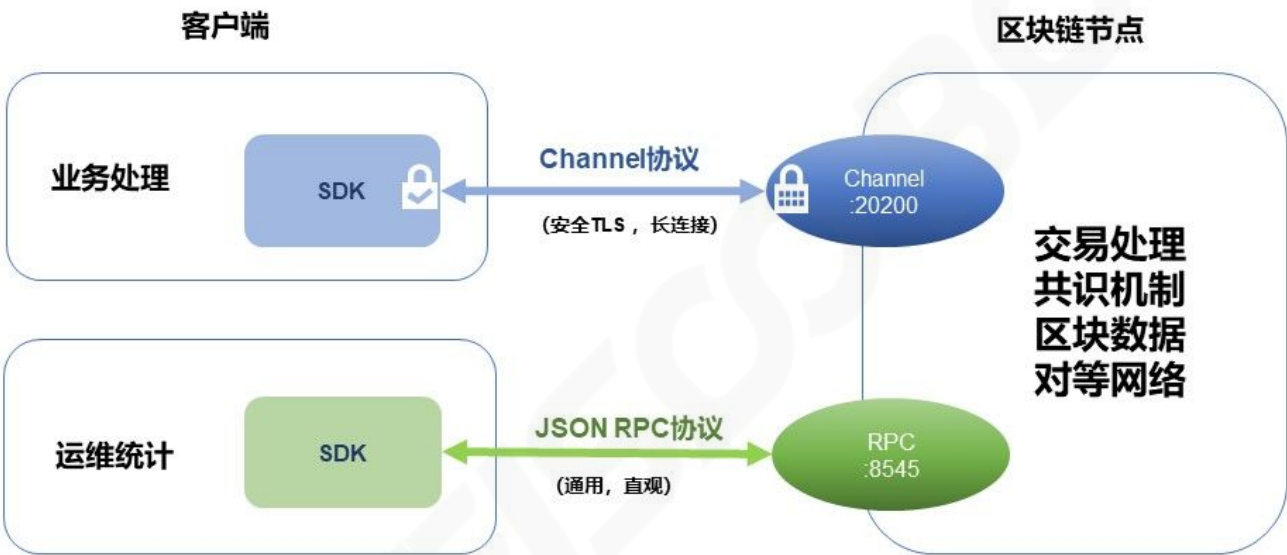 客户端
区块链节点
业务处理
SDK
Channel协议
(安全TLS ，长连接)
Channel
:20200
交易处理
共识机制
区块数据
对等网络
运维统计
SDK
JSON RPC协议
(通用，直观)
RPC
:8545